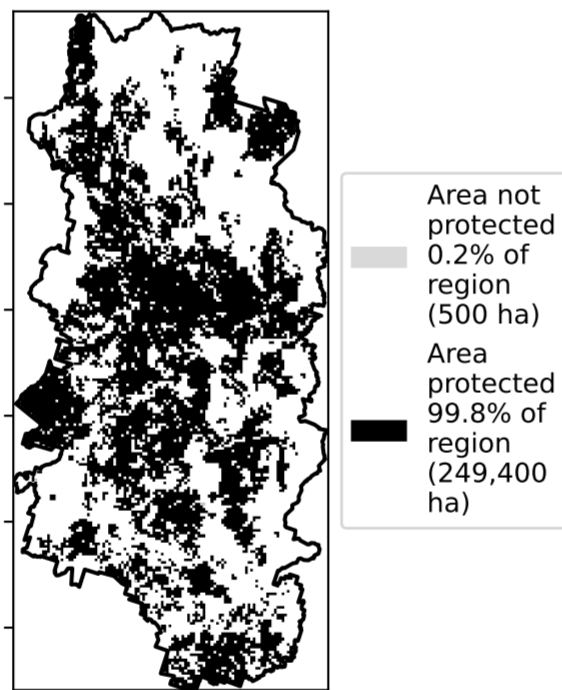 Area not
protected
0.2% of
region
(500 ha)
Area
protected
99.8% of
region
(249,400
ha)